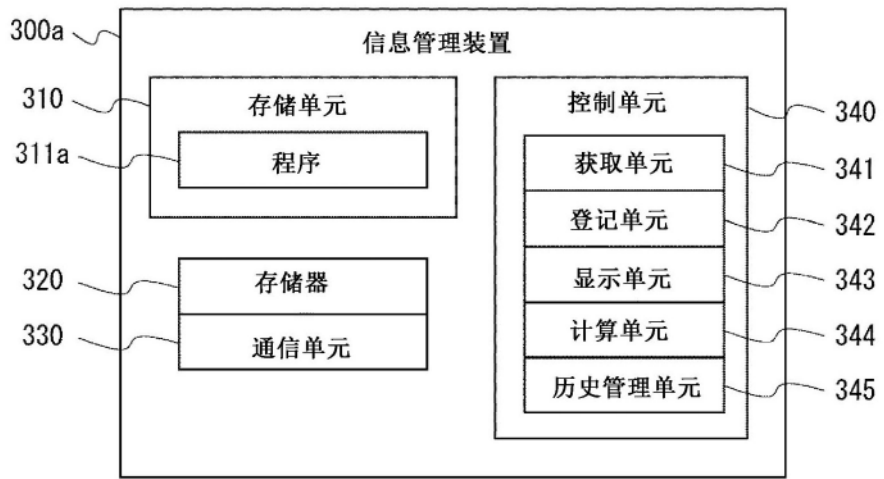 300a
信息管理装置
310
存储单元
311a
程序
320
存储器
330
通信单元
控制单元
340
获取单元
341
登记单元
342
显示单元
343
计算单元
344
历史管理单元
345